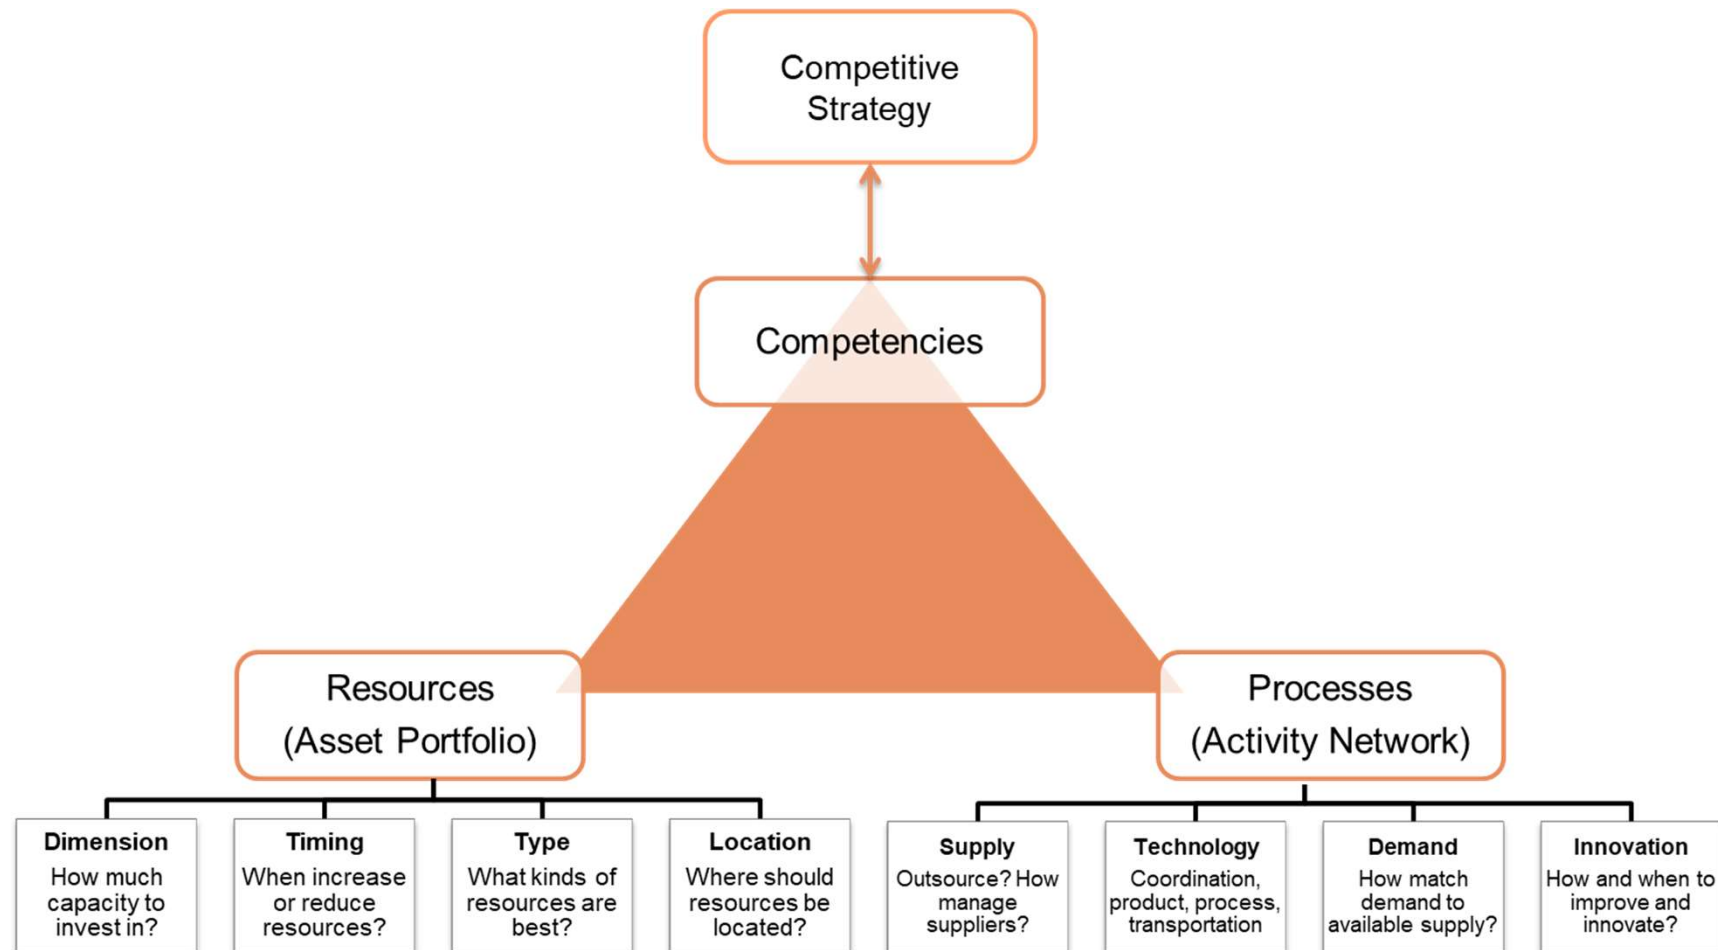 Competitive
Strategy
Competencies
Resources
(Asset Portfolio)
Processes
(Activity Network)
Dimension
How much
capacity to
invest in?
Timing
When increase
or reduce
resources?
Type
What kinds of
resources are
best?
Location
Where should
resources be
located?
Supply
Outsource? How
manage
suppliers?
Technology
Coordination,
product, process,
transportation
Demand
How match
demand to
available supply?
Innovation
How and when to
improve and
innovate?